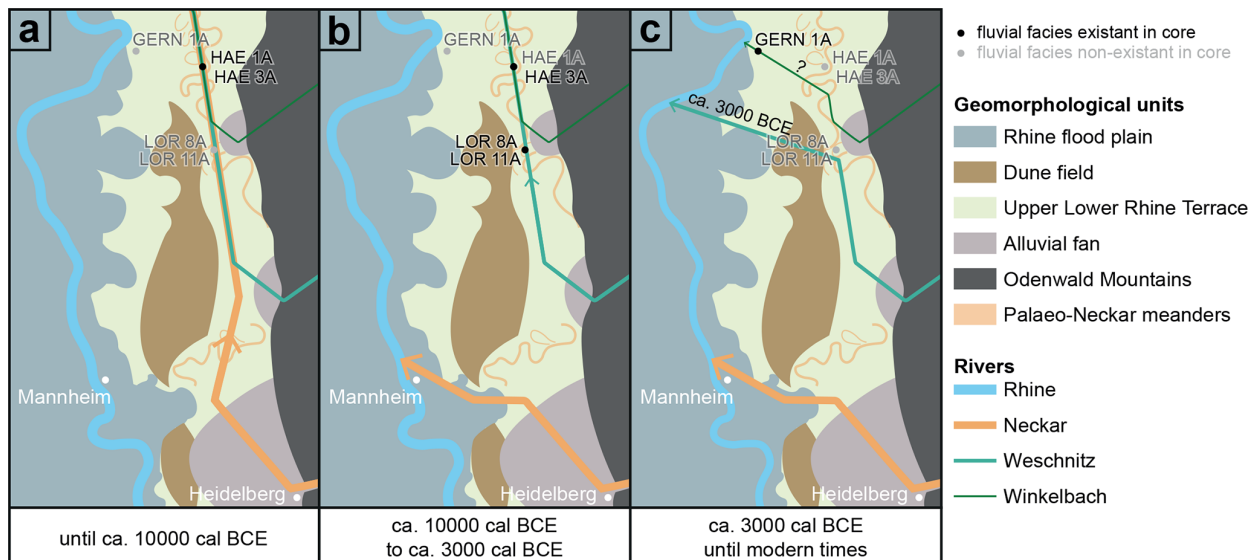 a
GERN 1A
HAE 1A
HAE 3A
LOR 8A
LOR 11A
Mannheim
Heidelberg
until ca. 10000 cal BCE
b
GERN 1A
HAE 1A
HAE 3A
LOR 8A
LOR 11A
Mannheim
Heidelberg
ca. 10000 cal BCE
to ca. 3000 cal BCE
c
GERN 1A
HAE 1A
HAE 3A
?
ca. 3000 BCE
LOR 8A
LOR 11A
Mannheim
Heidelberg
ca. 3000 cal BCE
until modern times
fluvial facies existant in core
fluvial facies non-existant in core
Geomorphological units
Rhine flood plain
Dune field
Upper Lower Rhine Terrace
Alluvial fan
Odenwald Mountains
Palaeo-Neckar meanders
Rivers
Rhine
Neckar
Weschnitz
Winkelbach